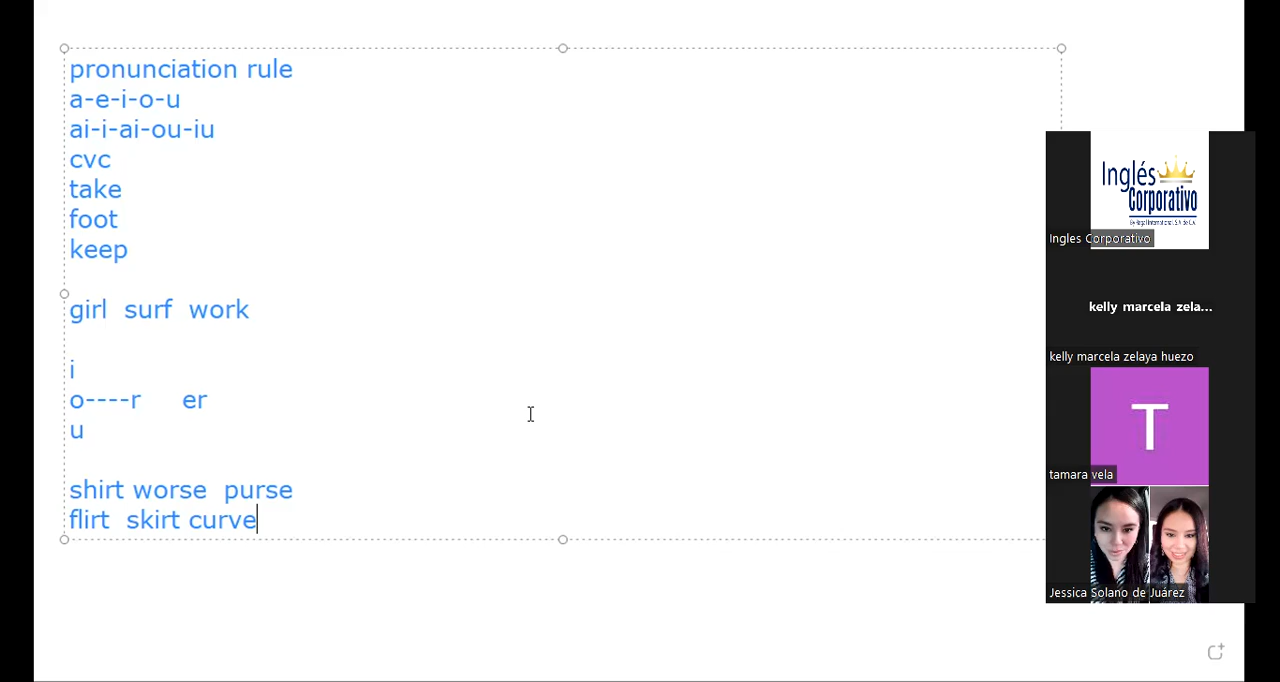 pronunciation rule
a-e-i-o-u
ai-i-ai-ou-iu
cvc
take
foot
keep
girl surf work
i
o----r er
u
shirt worse purse
flirt skirt curve
Inglés
Corporativo
Ingles Corporativo
kelly marcela zela...
kelly marcela zelaya huezo
T
tamara vela
Jessica Solano de Juárez